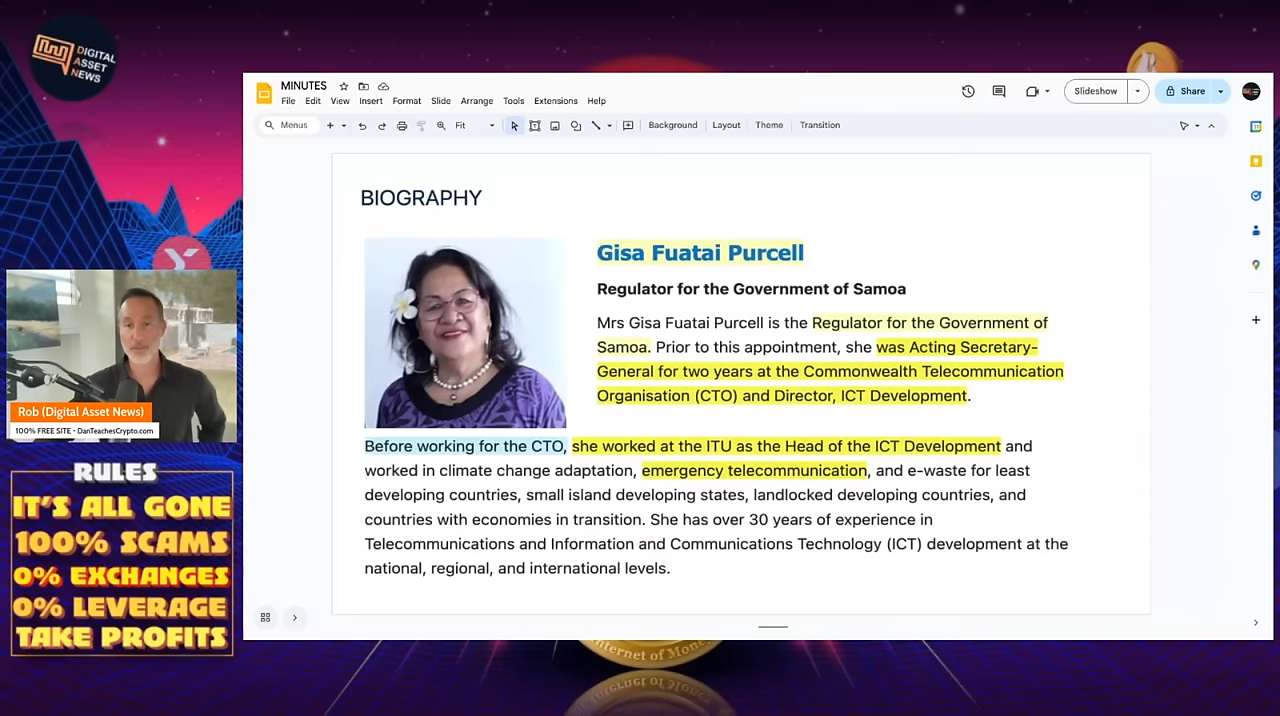 DIGITAL
ASSET
NEWS
MINUTES
File Edit View Insert Format Slide Arrange Tools Extensions Help
Slideshow
Share
Menus
Fit
Background Layout Theme Transition
BIOGRAPHY
Gisa Fuatai Purcell
Regulator for the Government of Samoa
Mrs Gisa Fuatai Purcell is the Regulator for the Government of
Samoa. Prior to this appointment, she was Acting Secretary-
General for two years at the Commonwealth Telecommunication
Organisation (CTO) and Director, ICT Development.
Before working for the CTO, she worked at the ITU as the Head of the ICT Development and
worked in climate change adaptation, emergency telecommunication, and e-waste for least
developing countries, small island developing states, landlocked developing countries, and
countries with economies in transition. She has over 30 years of experience in
Telecommunications and Information and Communications Technology (ICT) development at the
national, regional, and international levels.
Rob (Digital Asset News)
100% FREE SITE - DanTeachesCrypto.com
RULES
IT'S ALL GONE
100% SCAMS
0% EXCHANGES
0% LEVERAGE
TAKE PROFITS